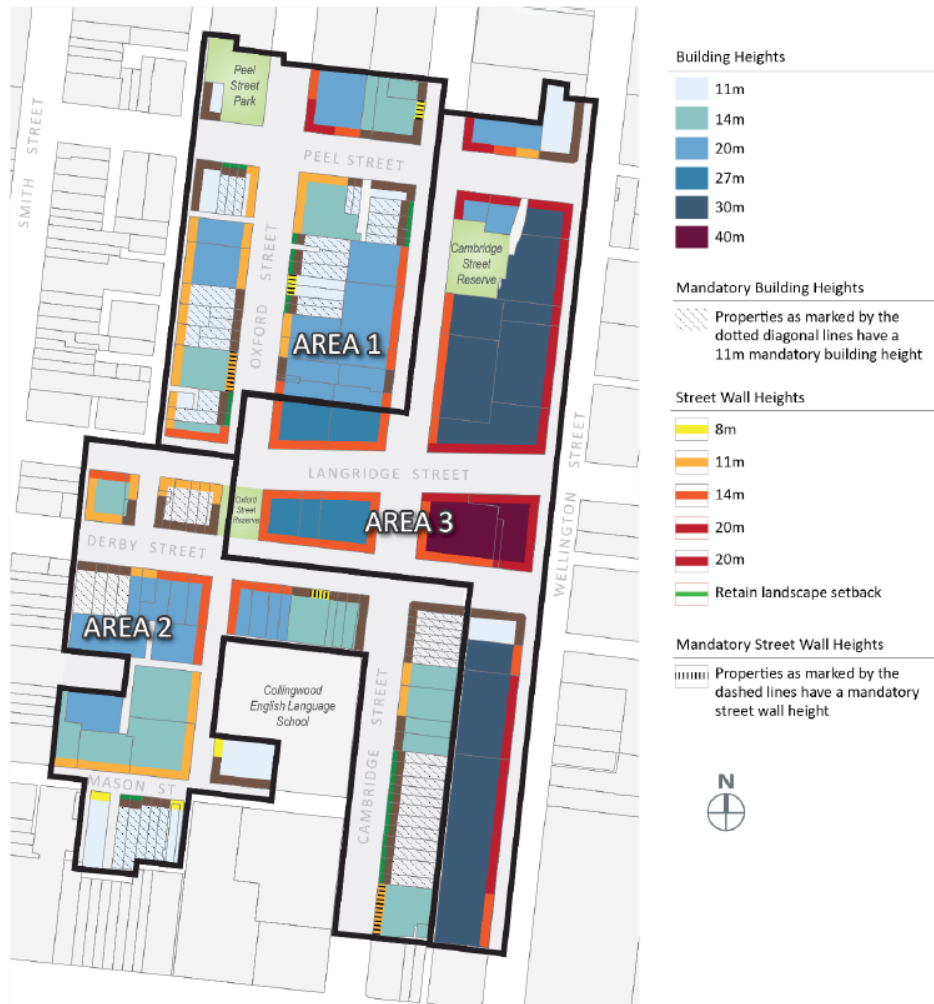 Peel
Street
Park
SMITH STREET
PEEL STREET
OXFORD STREET
Cambridge
Street
Reserve
AREA 1
LANGRIDGE STREET
WELLINGTON STREET
Oxford
Street
Reserve
AREA 3
DERBY STREET
AREA 2
Collingwood
English Language
School
CAMBRIDGE STREET
MASON ST
Building Heights
11m
14m
20m
27m
30m
40m
Mandatory Building Heights
Properties as marked by the
dotted diagonal lines have a
11m mandatory building height
Street Wall Heights
8m
11m
14m
20m
20m
Retain landscape setback
Mandatory Street Wall Heights
Properties as marked by the
dashed lines have a mandatory
street wall height
N